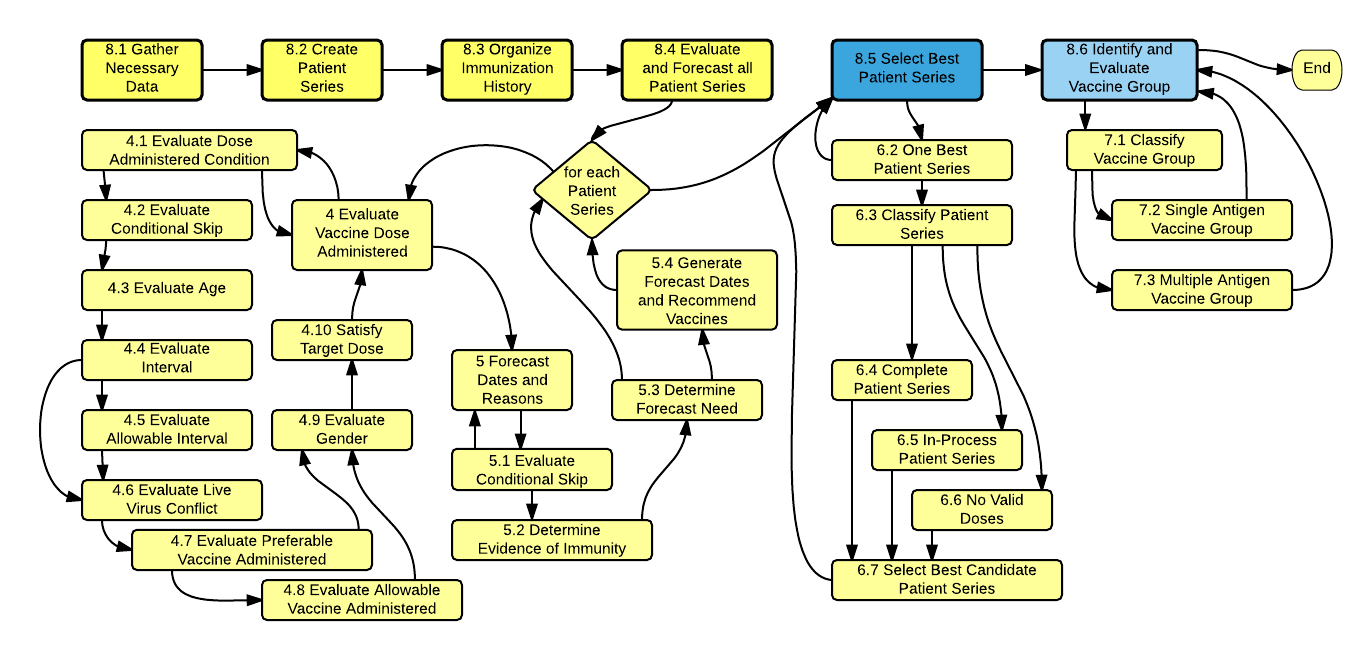 8.1 Gather
Necessary
Data
8.2 Create
Patient
Series
8.3 Organize
Immunization
History
8.4 Evaluate
and Forecast all
Patient Series
8.5 Select Best
Patient Series
8.6 Identify and
Evaluate
Vaccine Group
End
4.1 Evaluate Dose
Administered Condition
4.2 Evaluate
Conditional Skip
4.3 Evaluate Age
4.4 Evaluate
Interval
4.5 Evaluate
Allowable Interval
4.6 Evaluate Live
Virus Conflict
4.7 Evaluate Preferable
Vaccine Administered
4.8 Evaluate Allowable
Vaccine Administered
4.9 Evaluate
Gender
4.10 Satisfy
Target Dose
4 Evaluate
Vaccine Dose
Administered
for each
Patient
Series
5 Forecast
Dates and
Reasons
5.1 Evaluate
Conditional Skip
5.2 Determine
Evidence of Immunity
5.3 Determine
Forecast Need
5.4 Generate
Forecast Dates
and Recommend
Vaccines
6.2 One Best
Patient Series
6.3 Classify Patient
Series
6.4 Complete
Patient Series
6.5 In-Process
Patient Series
6.6 No Valid
Doses
6.7 Select Best Candidate
Patient Series
7.1 Classify
Vaccine Group
7.2 Single Antigen
Vaccine Group
7.3 Multiple Antigen
Vaccine Group